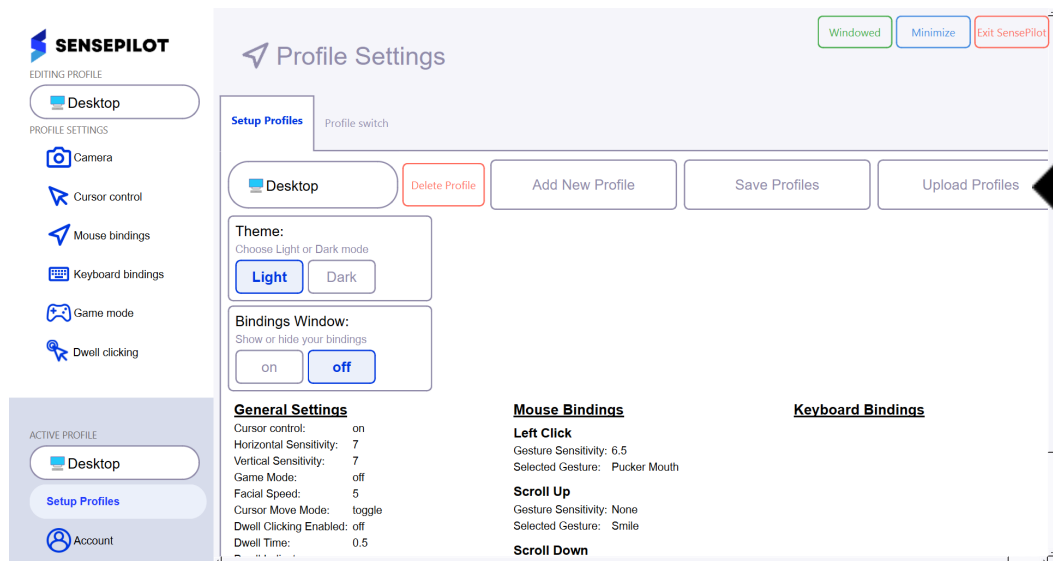 SENSEPILOT
EDITING PROFILE
Desktop
PROFILE SETTINGS
Camera
Cursor control
Mouse bindings
Keyboard bindings
Game mode
Dwell clicking
ACTIVE PROFILE
Desktop
Setup Profiles
Account
Profile Settings
Windowed
Minimize
Exit SensePilot
Setup Profiles
Profile switch
Desktop
Delete Profile
Add New Profile
Save Profiles
Upload Profiles
Theme:
Choose Light or Dark mode
Light
Dark
Bindings Window:
Show or hide your bindings
on
off
General Settings
Cursor control: on
Horizontal Sensitivity: 7
Vertical Sensitivity: 7
Game Mode: off
Facial Speed: 5
Cursor Move Mode: toggle
Dwell Clicking Enabled: off
Dwell Time: 0.5
Mouse Bindings
Left Click
Gesture Sensitivity: 6.5
Selected Gesture: Pucker Mouth
Scroll Up
Gesture Sensitivity: None
Selected Gesture: Smile
Scroll Down
Keyboard Bindings